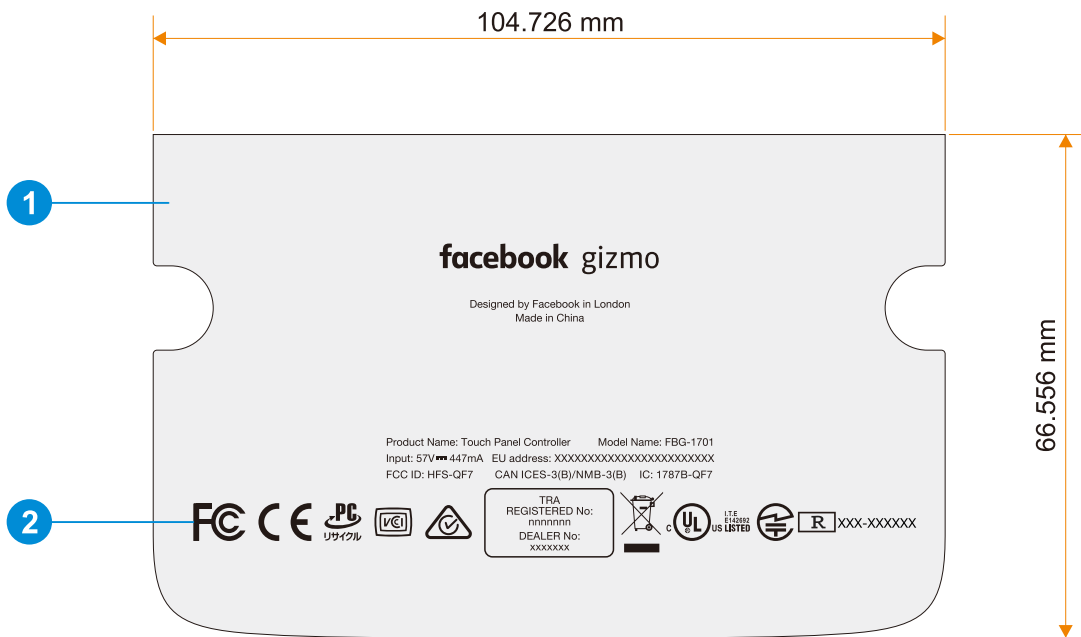 104.726 mm
1
facebook gizmo
Designed by Facebook in London
Made in China
66.556 mm
Product Name: Touch Panel Controller Model Name: FBG-1701
Input: 57V⎓447mA EU address: XXXXXXXXXXXXXXXXXXXXXXXXX
FCC ID: HFS-QF7 CAN ICES-3(B)/NMB-3(B) IC: 1787B-QF7
2
FC CE
PC
リサイクル
VCI
TRA
REGISTERED No:
nnnnnnn
DEALER No:
xxxxxxx
C UL US LISTED
®
I.T.E
E142692
R XXX-XXXXXX